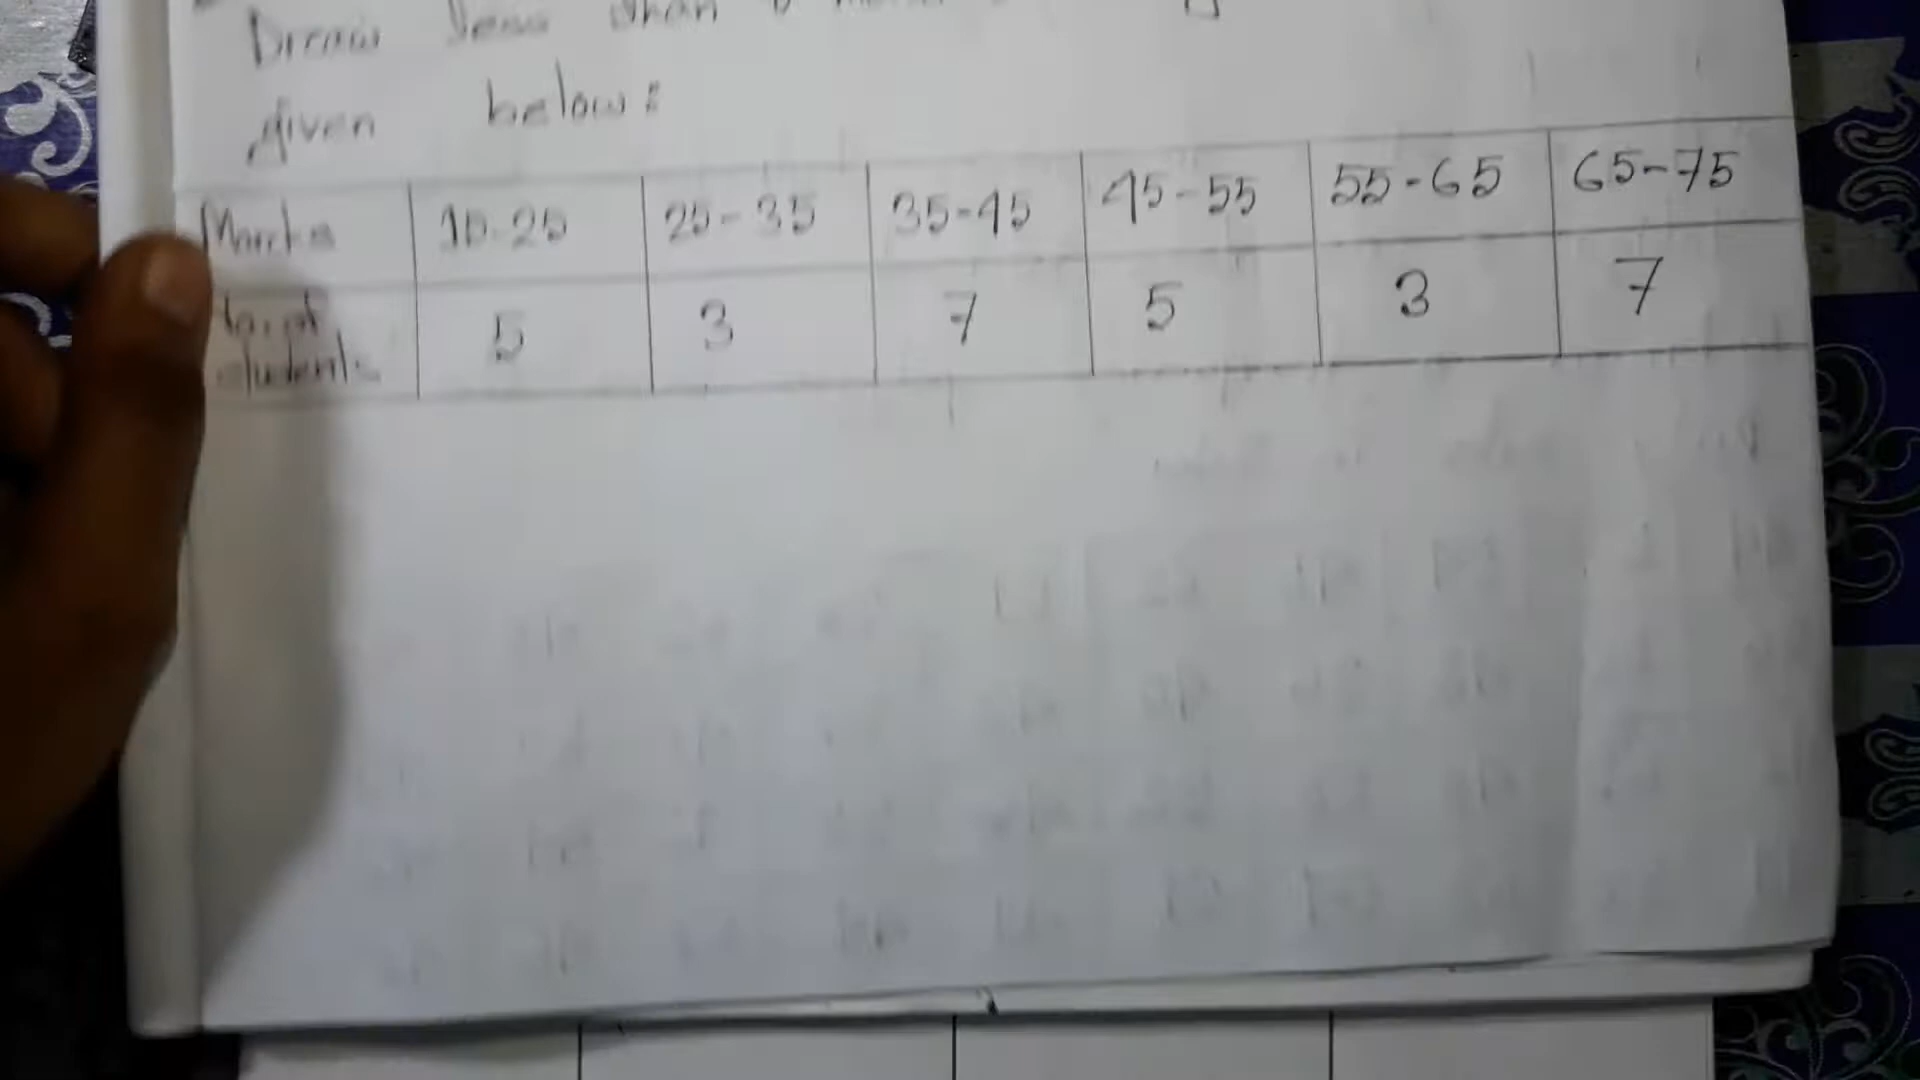 Draw less than
given below:
Marks 15-25 25-35 35-45 45-55 55-65 65-75
No. of students 5 3 7 5 3 7